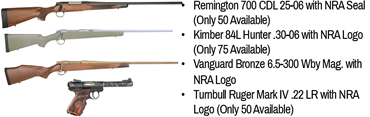 • Remington 700 CDL 25-06 with NRA Seal
(Only 50 Available)
• Kimber 84L Hunter .30-06 with NRA Logo
(Only 75 Available)
• Vanguard Bronze 6.5-300 Wby Mag. with
NRA Logo
• Turnbull Ruger Mark IV .22 LR with NRA
Logo (Only 50 Available)